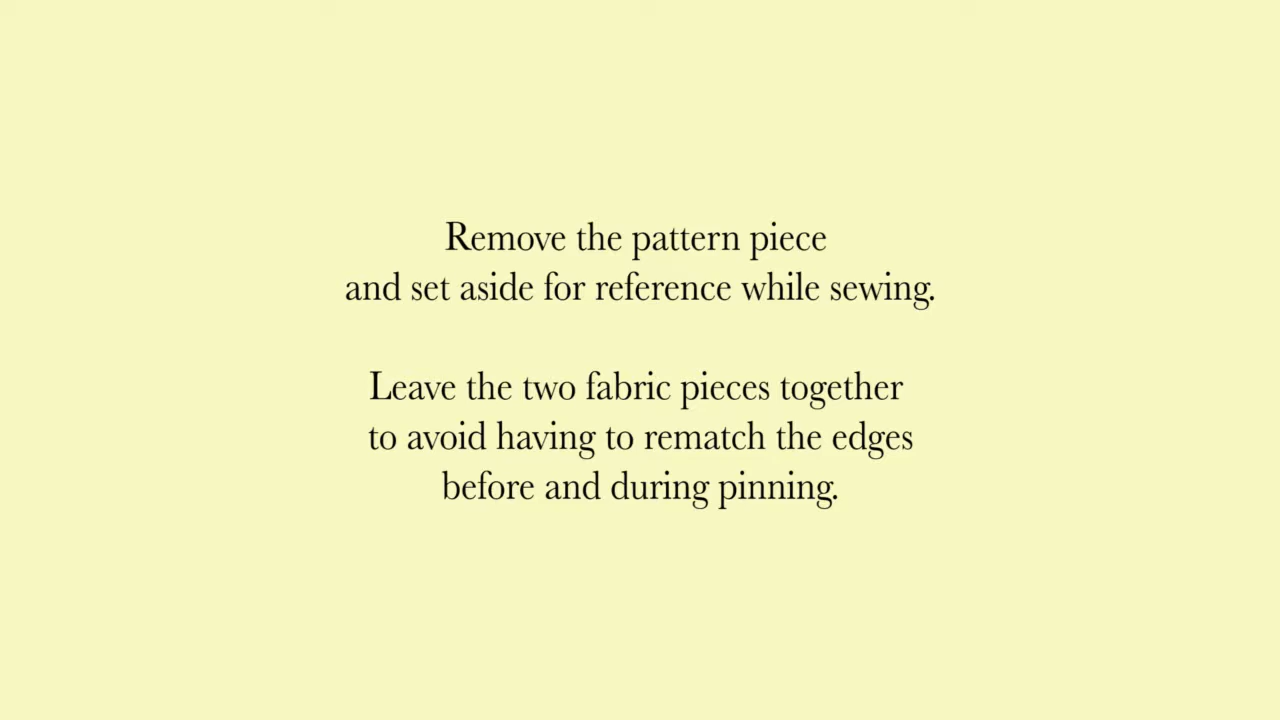 Remove the pattern piece
and set aside for reference while sewing.
Leave the two fabric pieces together
to avoid having to rematch the edges
before and during pinning.